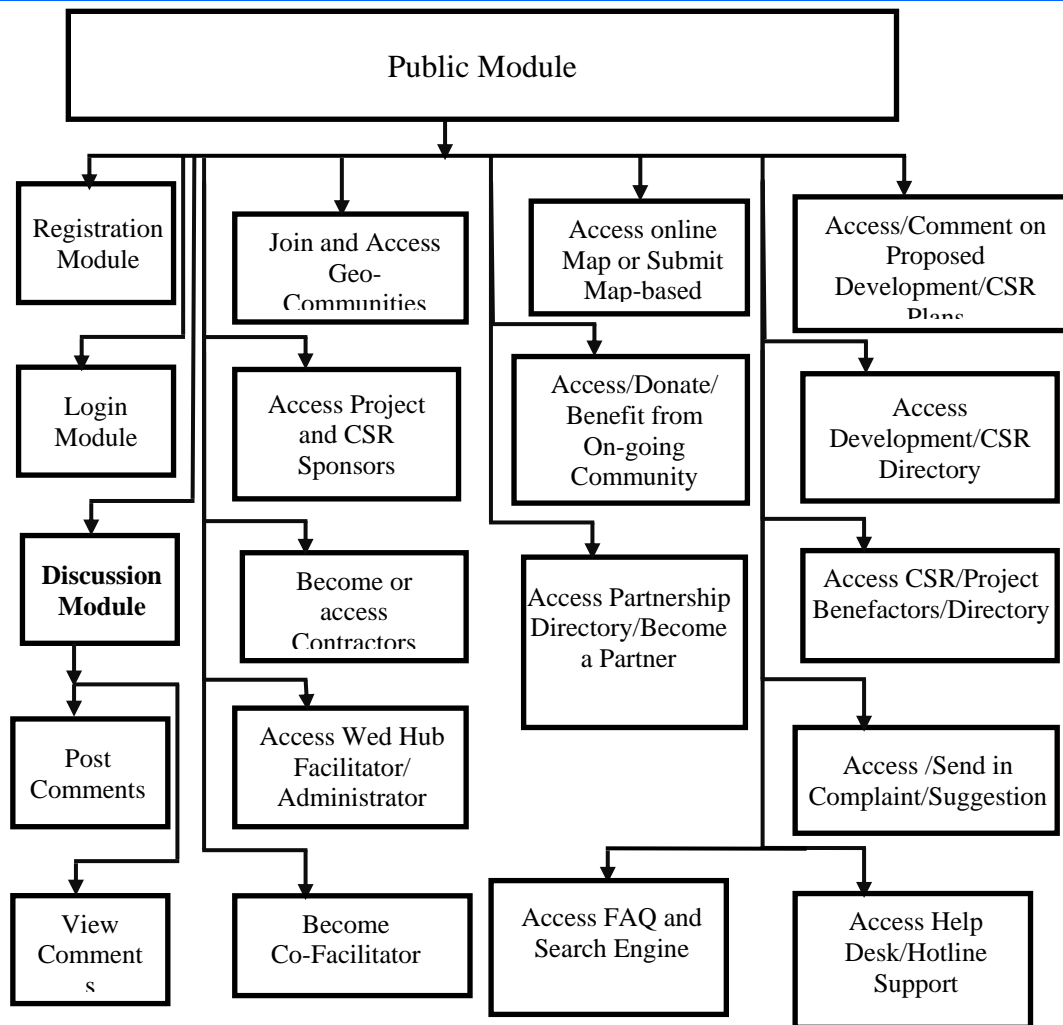 Public Module
Registration
Module
Join and Access
Geo-
Communities
Access online
Map or Submit
Map-based
Access/Comment on
Proposed
Development/CSR
Plans
Login
Module
Access Project
and CSR
Sponsors
Access/Donate/
Benefit from
On-going
Community
Access
Development/CSR
Directory
Discussion
Module
Become or
access
Contractors
Access Partnership
Directory/Become
a Partner
Access CSR/Project
Benefactors/Directory
Post
Comments
Access Wed Hub
Facilitator/
Administrator
Access /Send in
Complaint/Suggestion
View
Comment
s
Become
Co-Facilitator
Access FAQ and
Search Engine
Access Help
Desk/Hotline
Support